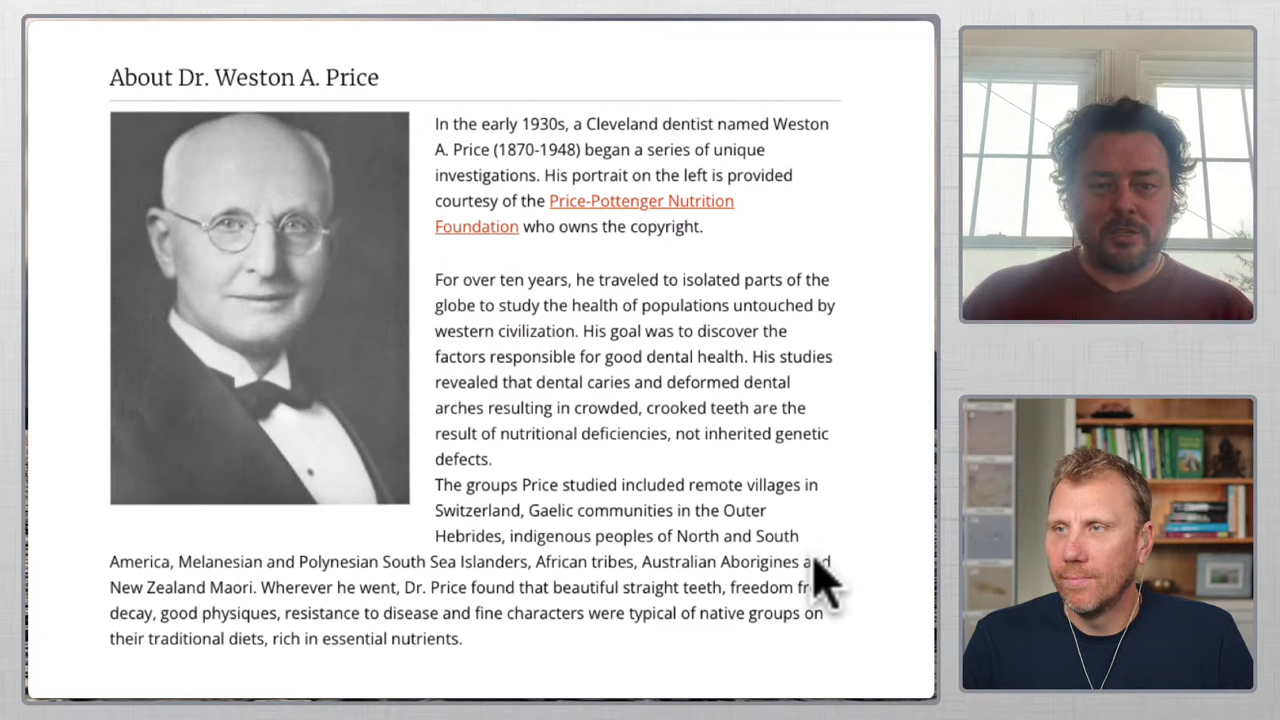 About Dr. Weston A. Price
In the early 1930s, a Cleveland dentist named Weston
A. Price (1870-1948) began a series of unique
investigations. His portrait on the left is provided
courtesy of the Price-Pottenger Nutrition
Foundation who owns the copyright.
For over ten years, he traveled to isolated parts of the
globe to study the health of populations untouched by
western civilization. His goal was to discover the
factors responsible for good dental health. His studies
revealed that dental caries and deformed dental
arches resulting in crowded, crooked teeth are the
result of nutritional deficiencies, not inherited genetic
defects.
The groups Price studied included remote villages in
Switzerland, Gaelic communities in the Outer
Hebrides, indigenous peoples of North and South
America, Melanesian and Polynesian South Sea Islanders, African tribes, Australian Aborigines and
New Zealand Maori. Wherever he went, Dr. Price found that beautiful straight teeth, freedom
decay, good physiques, resistance to disease and fine characters were typical of native groups on
their traditional diets, rich in essential nutrients.